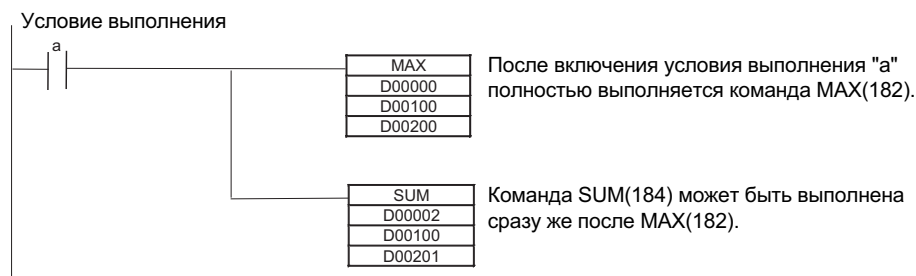 Условие выполнения
a
MAX
D00000
D00100
D00200
После включения условия выполнения "a"
полностью выполняется команда MAX(182).
SUM
D00002
D00100
D00201
Команда SUM(184) может быть выполнена
сразу же после MAX(182).